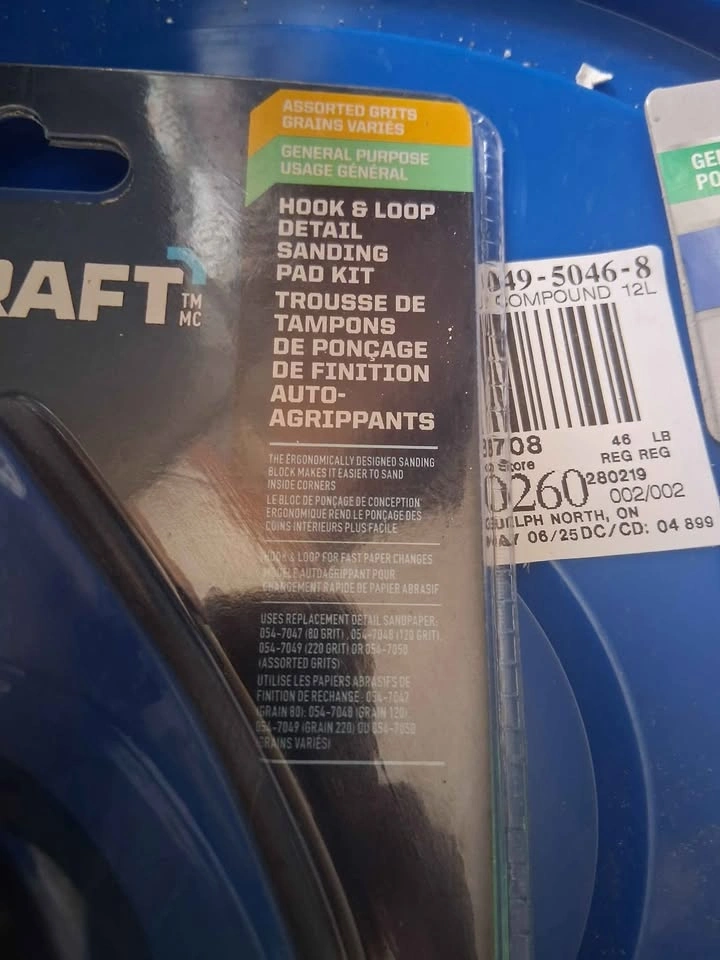 ASSORTED GRITS
GRAINS VARIÉS
GENERAL PURPOSE
USAGE GÉNÉRAL
HOOK & LOOP
DETAIL
SANDING
PAD KIT
TROUSSE DE
TAMPONS
DE PONÇAGE
DE FINITION
AUTO-
AGRIPPANTS
RAFT
TM
MC
THE ERGONOMICALLY DESIGNED SANDING
BLOCK MAKES IT EASIER TO SAND
INSIDE CORNERS
LE BLOC DE PONÇAGE DE CONCEPTION
ERGONOMIQUE REND LE PONÇAGE DES
COINS INTÉRIEURS PLUS FACILE
HOOK & LOOP FOR FAST PAPER CHANGES
MODÈLE AUTOAGRIPPANT POUR
CHANGEMENT RAPIDE DE PAPIER ABRASIF
USES REPLACEMENT DETAIL SANDPAPER:
054-7047 (80 GRIT), 054-7048 (120 GRIT),
054-7049 (220 GRIT) OR 054-7050
(ASSORTED GRITS)
UTILISE LES PAPIERS ABRASIFS DE
FINITION DE RECHANGE : 054-7047
(GRAIN 80); 054-7048 (GRAIN 120);
054-7049 (GRAIN 220) OU 054-7050
(GRAINS VARIÉS)
049-5046-8
COMPOUND 12L
8708
46 LB
Store
REG REG
0260
280219
002/002
GUELPH NORTH, ON
MAY 06/25 DC/CD: 04 899
GE
PO